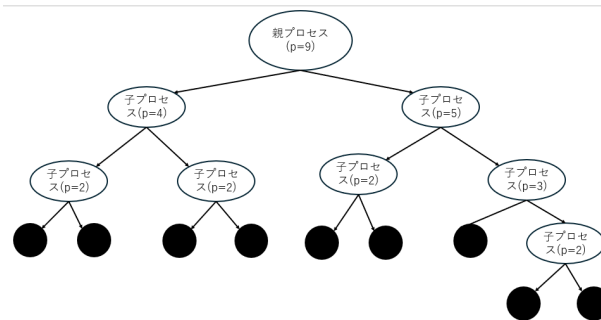 親プロセス
(p=9)
子プロセ
ス(p=4)
子プロセ
ス(p=5)
子プロセ
ス(p=2)
子プロセ
ス(p=2)
子プロセ
ス(p=2)
子プロセ
ス(p=3)
子プロセ
ス(p=2)